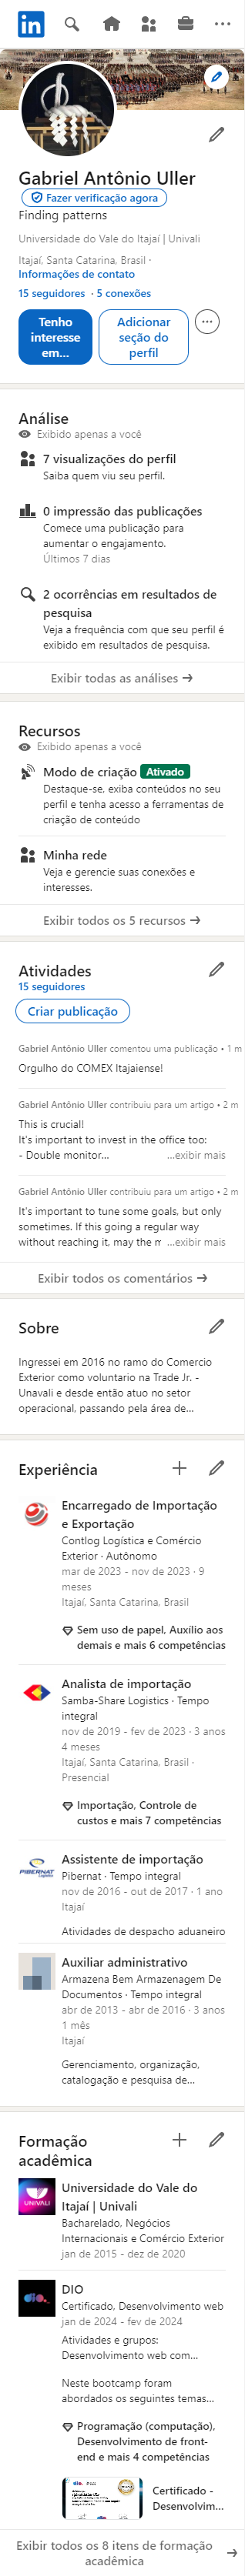 in
Gabriel Antônio Uller
Fazer verificação agora
Finding patterns
Universidade do Vale do Itajaí | Univali
Itajaí, Santa Catarina, Brasil ·
Informações de contato
15 seguidores · 5 conexões
Tenho
interesse
em...
Adicionar
seção do
perfil
Análise
Exibido apenas a você
7 visualizações do perfil
Saiba quem viu seu perfil.
0 impressão das publicações
Comece uma publicação para
aumentar o engajamento.
Últimos 7 dias
2 ocorrências em resultados de
pesquisa
Veja a frequência com que seu perfil é
exibido em resultados de pesquisa.
Exibir todas as análises →
Recursos
Exibido apenas a você
Modo de criação Ativado
Destaque-se, exiba conteúdos no seu
perfil e tenha acesso a ferramentas de
criação de conteúdo
Minha rede
Veja e gerencie suas conexões e
interesses.
Exibir todos os 5 recursos →
Atividades
15 seguidores
Criar publicação
Gabriel Antônio Uller comentou uma publicação • 1 m
Orgulho do COMEX Itajaiense!
Gabriel Antônio Uller contribuiu para um artigo • 2 m
This is crucial!
It's important to invest in the office too:
- Double monitor... ...exibir mais
Gabriel Antônio Uller contribuiu para um artigo • 2 m
It's important to tune some goals, but only
sometimes. If this going a regular way
without reaching it, may the m ...exibir mais
Exibir todos os comentários →
Sobre
Ingressei em 2016 no ramo do Comercio
Exterior como voluntario na Trade Jr. -
Unavali e desde então atuo no setor
operacional, passando pela área de...
Experiência
Encarregado de Importação
e Exportação
Contlog Logística e Comércio
Exterior · Autônomo
mar de 2023 - nov de 2023 · 9
meses
Itajaí, Santa Catarina, Brasil
Sem uso de papel, Auxílio aos
demais e mais 6 competências
Analista de importação
Samba-Share Logistics · Tempo
integral
nov de 2019 - fev de 2023 · 3 anos
4 meses
Itajaí, Santa Catarina, Brasil ·
Presencial
Importação, Controle de
custos e mais 7 competências
PIBERNAT
Assistente de importação
Pibernat · Tempo integral
nov de 2016 - out de 2017 · 1 ano
Itajaí
Atividades de despacho aduaneiro
Auxiliar administrativo
Armazena Bem Armazenagem De
Documentos · Tempo integral
abr de 2013 - abr de 2016 · 3 anos
1 mês
Itajaí
Gerenciamento, organização,
catalogação e pesquisa de...
Formação
acadêmica
UNIVALI
Universidade do Vale do
Itajaí | Univali
Bacharelado, Negócios
Internacionais e Comércio Exterior
jan de 2015 - dez de 2020
DIO
Certificado, Desenvolvimento web
jan de 2024 - fev de 2024
Atividades e grupos:
Desenvolvimento web com...
Neste bootcamp foram
abordados os seguintes temas...
Programação (computação),
Desenvolvimento de front-
end e mais 4 competências
Certificado -
Desenvolvim...
Exibir todos os 8 itens de formação
acadêmica →